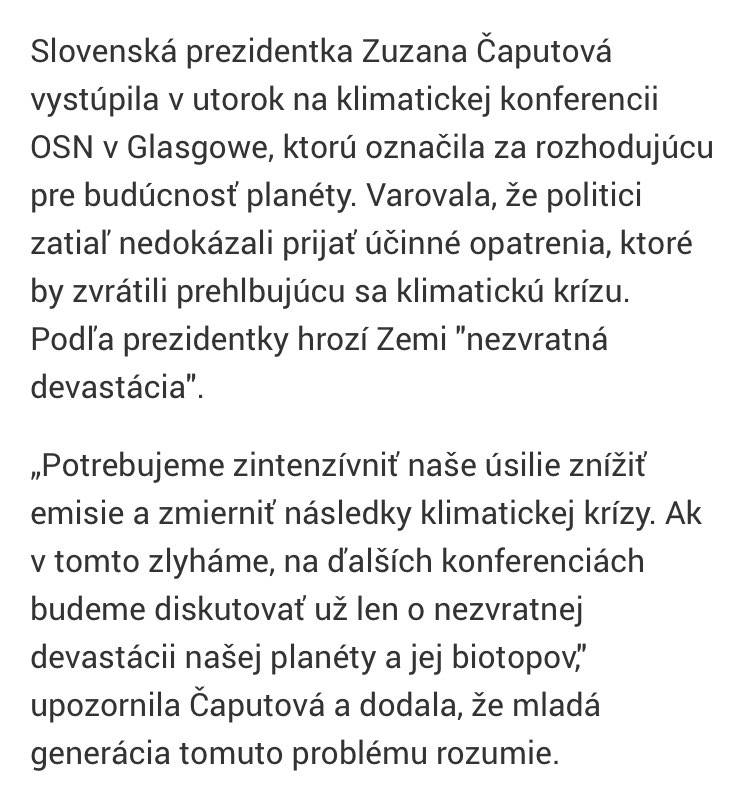 Slovenská prezidentka Zuzana Čaputová
vystúpila v utorok na klimatickej konferencii
OSN v Glasgowe, ktorú označila za rozhodujúcu
pre budúcnosť planéty. Varovala, že politici
zatiaľ nedokázali prijať účinné opatrenia, ktoré
by zvrátili prehlbujúcu sa klimatickú krízu.
Podľa prezidentky hrozí Zemi "nezvratná
devastácia".
„Potrebujeme zintenzívniť naše úsilie znížiť
emisie a zmierniť následky klimatickej krízy. Ak
v tomto zlyháme, na ďalších konferenciách
budeme diskutovať už len o nezvratnej
devastácii našej planéty a jej biotopov,"
upozornila Čaputová a dodala, že mladá
generácia tomuto problému rozumie.